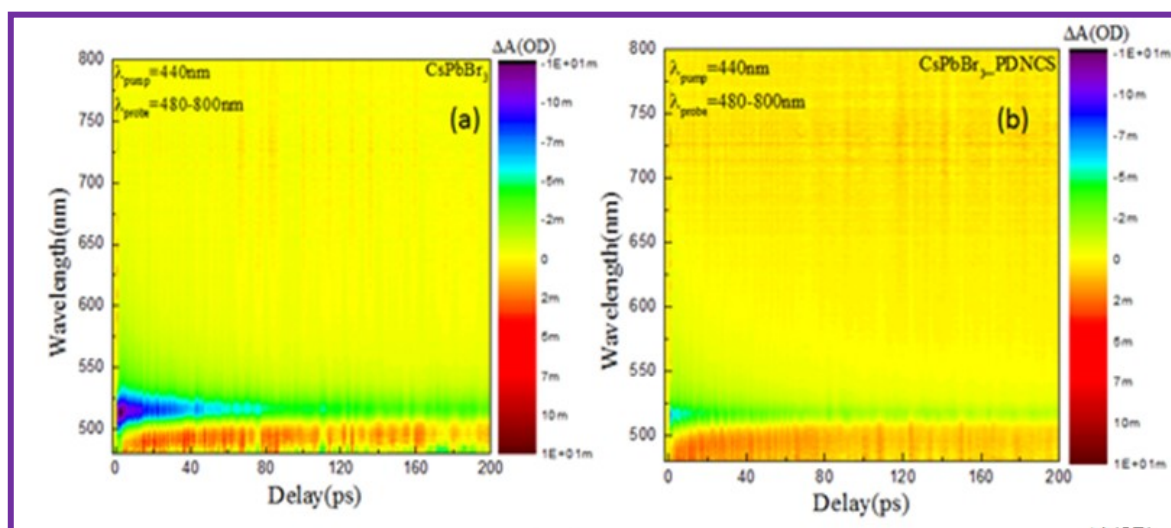 ΔA(OD)
λpump=440nm
CsPbBr3
λprobe=480-800nm
(a)
800
750
700
650
600
550
500
Wavelength(nm)
0 40 80 120 160 200
Delay(ps)
-1E+01m
-10m
-7m
-5m
-2m
0
2m
5m
7m
10m
1E+01m
ΔA(OD)
λpump=440nm
CsPbBr3_PDNCS
λprobe=480-800nm
(b)
800
750
700
650
600
550
500
Wavelength(nm)
0 40 80 120 160 200
Delay(ps)
-1E+01m
-10m
-7m
-5m
-2m
0
2m
5m
7m
10m
1E+01m